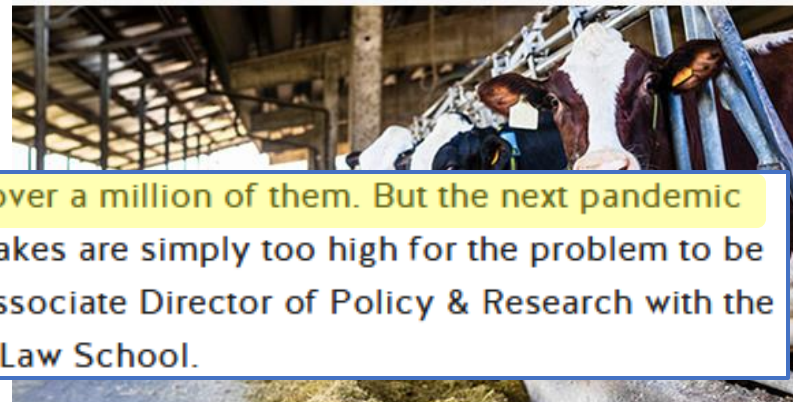 over a million of them. But the next pandemic
akes are simply too high for the problem to be
ssociate Director of Policy & Research with the
Law School.